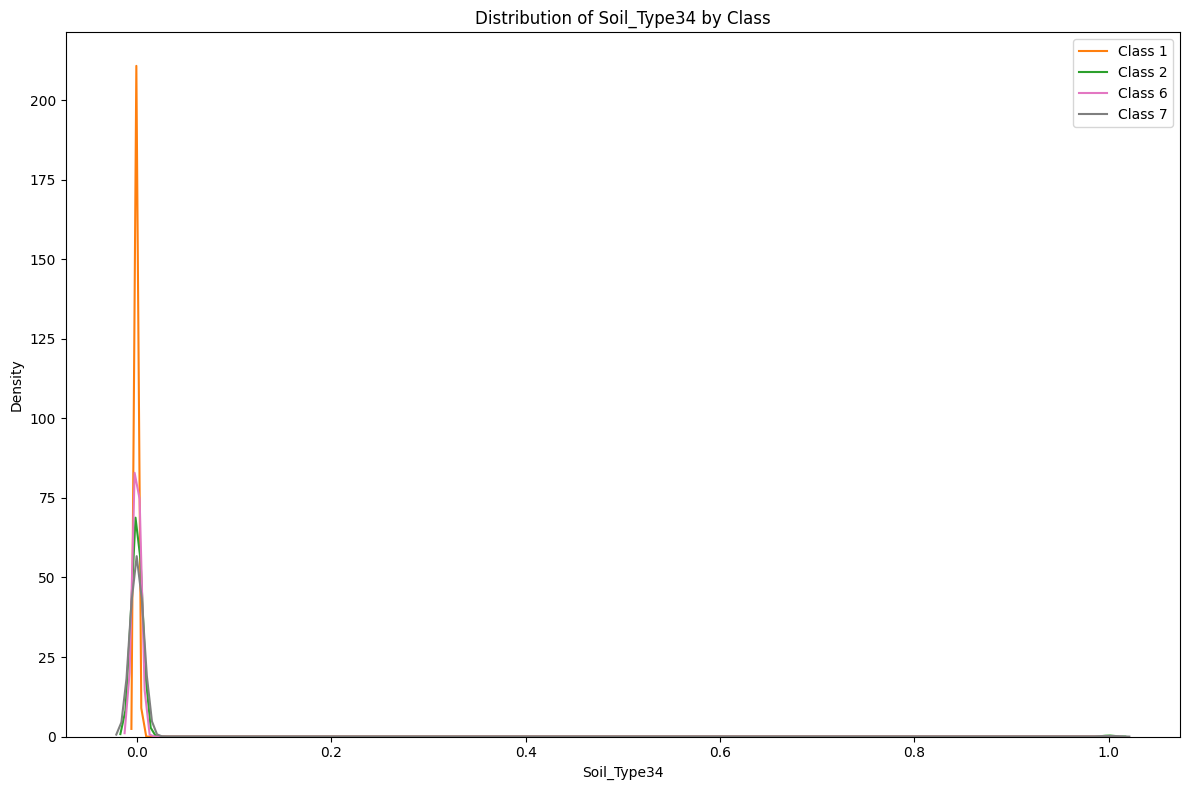 Distribution of Soil_Type34 by Class
Class 1
Class 2
Class 6
Class 7
200
175
150
125
100
75
50
25
0
Density
0.0 0.2 0.4 0.6 0.8 1.0
Soil_Type34